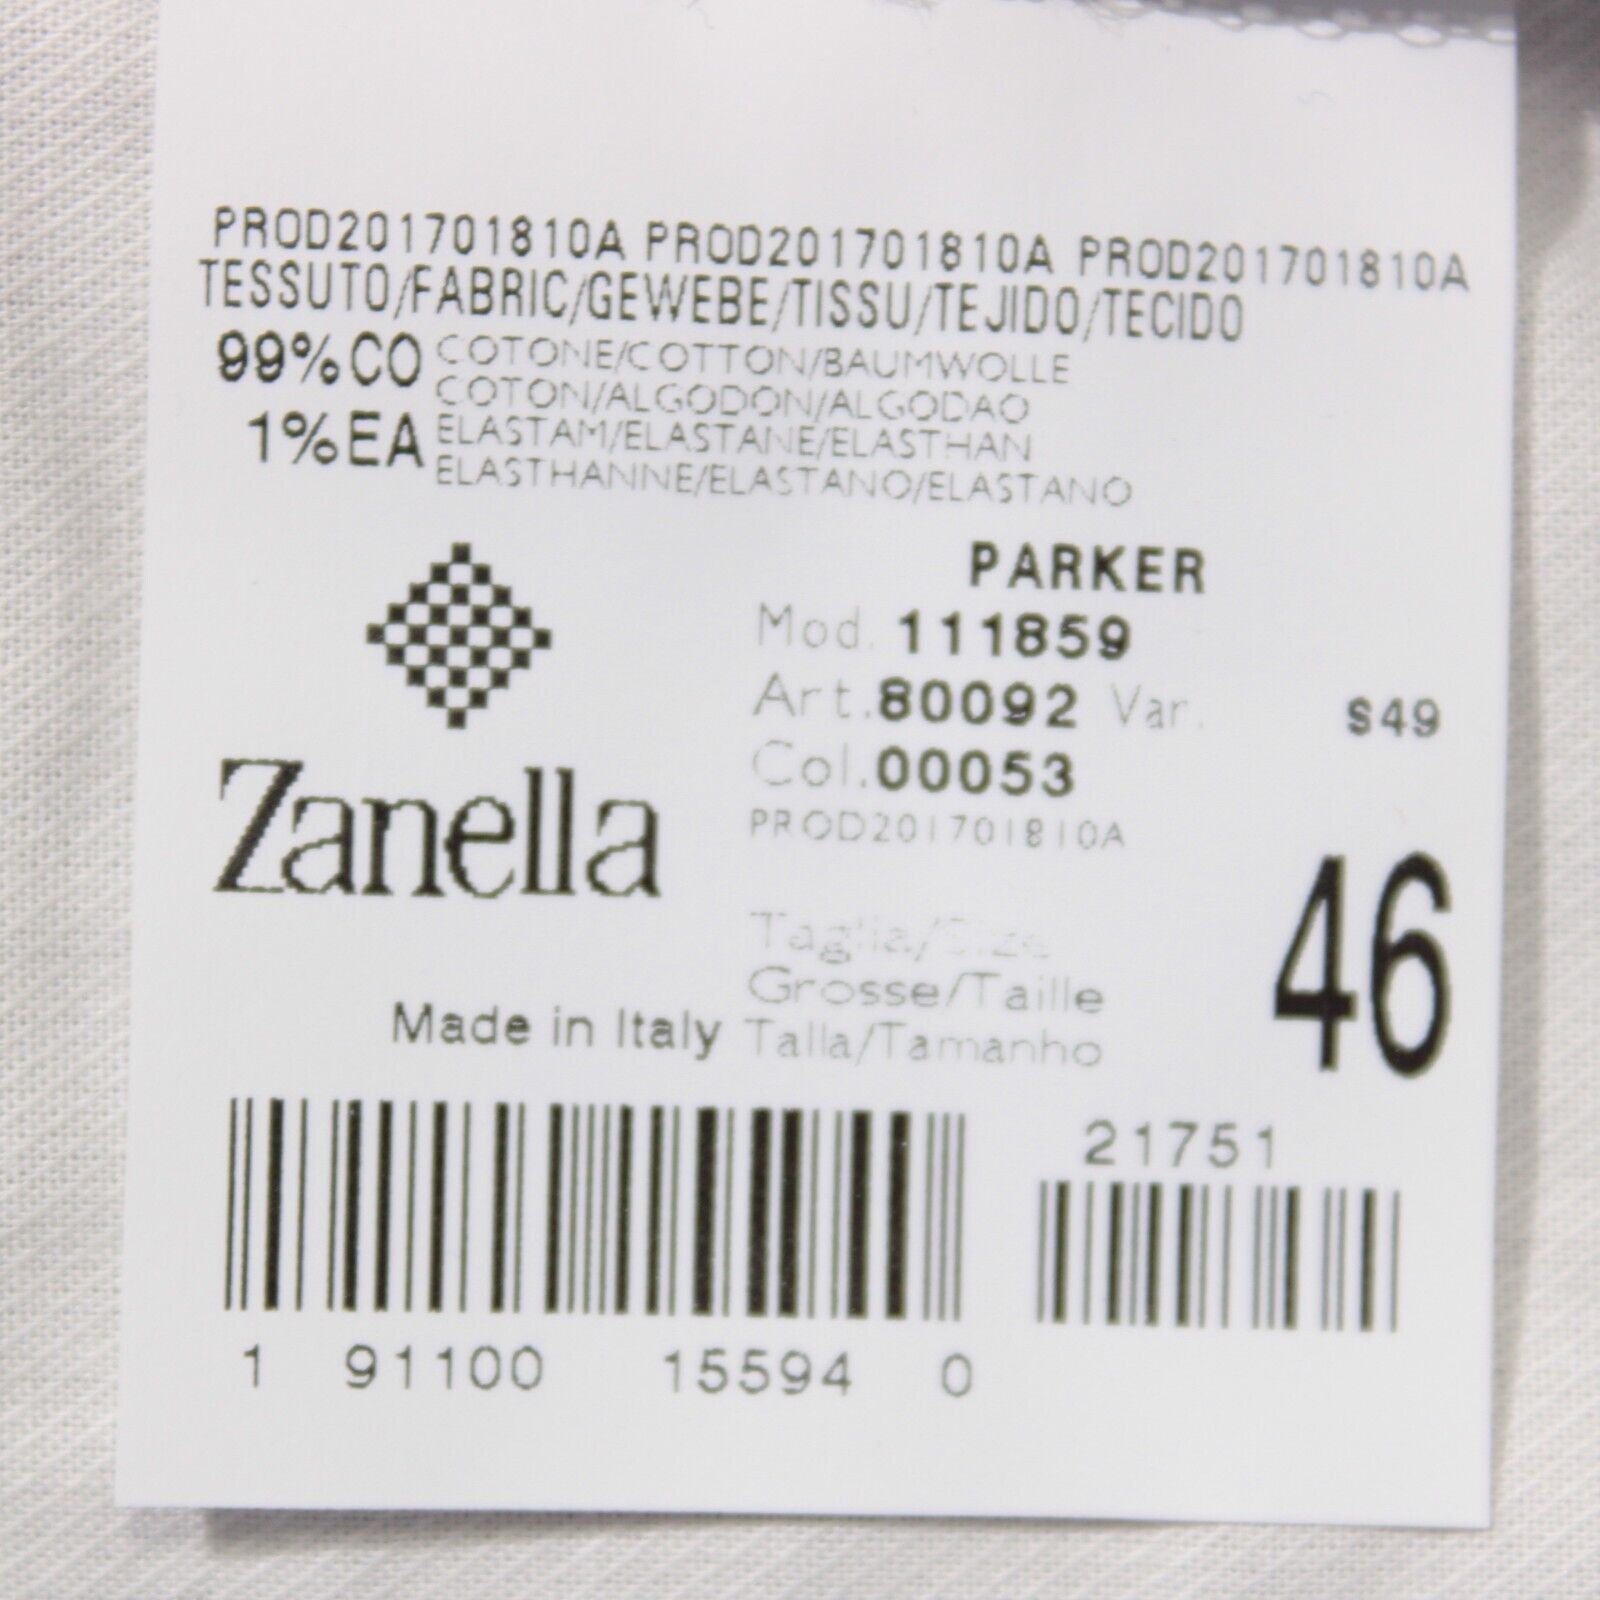 PROD201701810A PROD201701810A PROD201701810A
TESSUTO/FABRIC/GEWEBE/TISSU/TEJIDO/TECIDO
99%CO COTONE/COTTON/BAUMWOLLE
COTON/ALGODON/ALGODAO
1%EA ELASTAM/ELASTANE/ELASTHAN
ELASTHANNE/ELASTANO/ELASTANO
PARKER
Mod. 111859
Art.80092 Var. S49
Col.00053
PROD201701810A
Zanella
Taglia/Size
Grosse/Taille
Talla/Tamanho
46
Made in Italy
21751
1 91100 15594 0